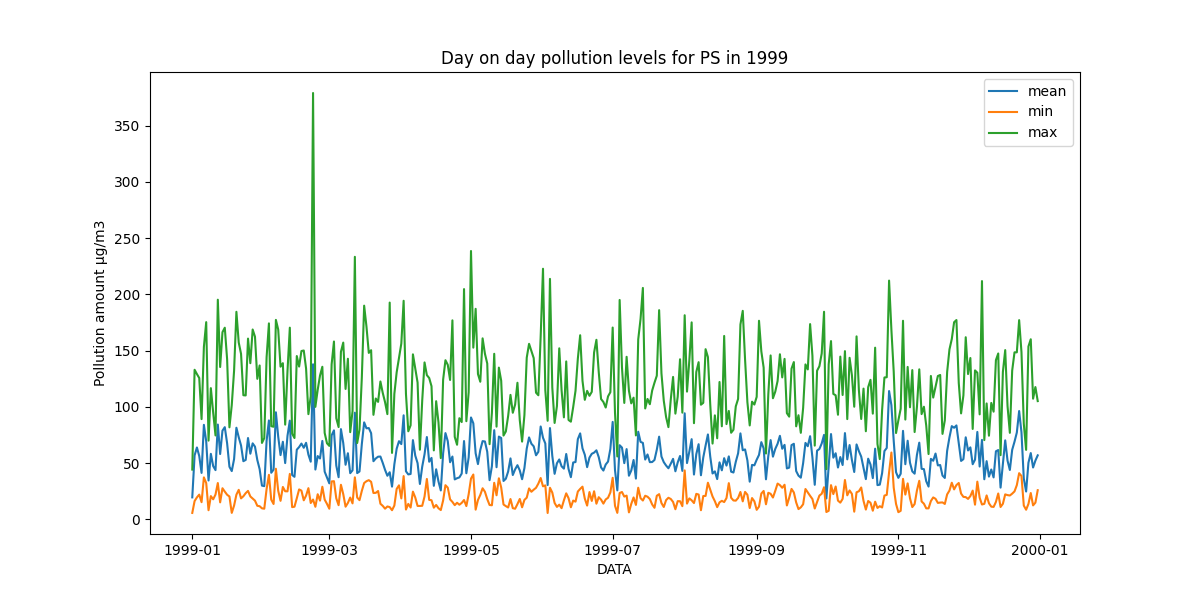 Day on day pollution levels for PS in 1999
mean
min
max
350
300
250
200
150
100
50
0
Pollution amount µg/m3
1999-01
1999-03
1999-05
1999-07
1999-09
1999-11
2000-01
DATA